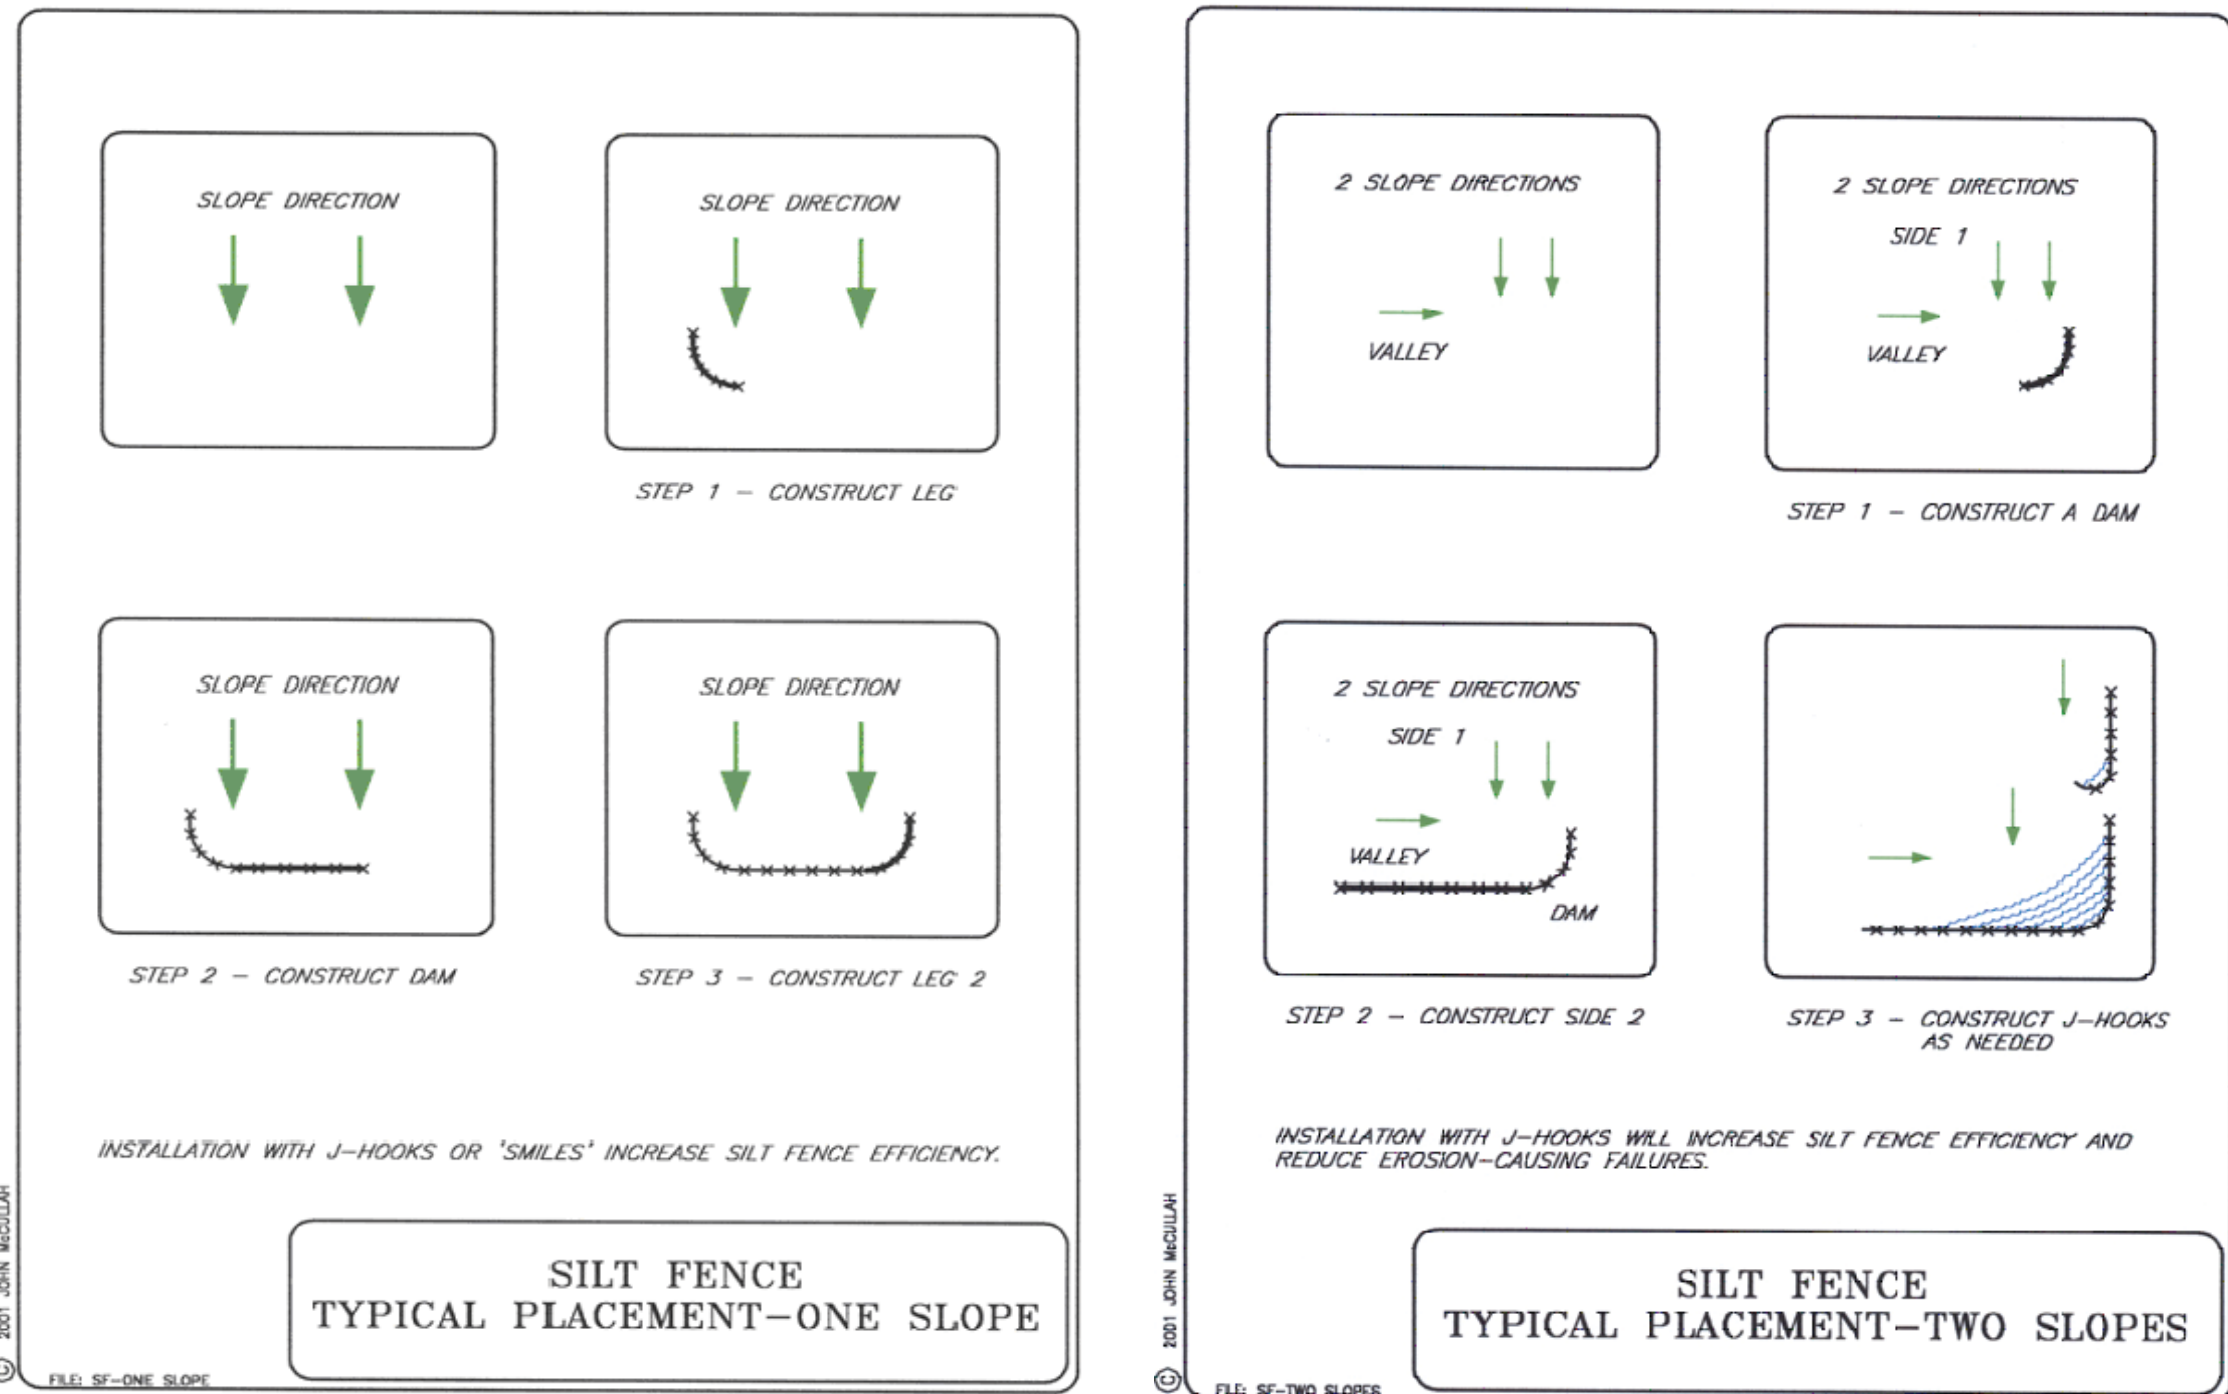 SLOPE DIRECTION
SLOPE DIRECTION
STEP 1 – CONSTRUCT LEG
SLOPE DIRECTION
SLOPE DIRECTION
STEP 2 – CONSTRUCT DAM
STEP 3 – CONSTRUCT LEG 2
INSTALLATION WITH J-HOOKS OR 'SMILES' INCREASE SILT FENCE EFFICIENCY.
SILT FENCE
TYPICAL PLACEMENT-ONE SLOPE
FILE: SF-ONE SLOPE
© 2001 JOHN McCULLAH
2 SLOPE DIRECTIONS
VALLEY
2 SLOPE DIRECTIONS
SIDE 1
VALLEY
STEP 1 – CONSTRUCT A DAM
2 SLOPE DIRECTIONS
SIDE 1
VALLEY
DAM
STEP 2 – CONSTRUCT SIDE 2
STEP 3 – CONSTRUCT J-HOOKS
AS NEEDED
INSTALLATION WITH J-HOOKS WILL INCREASE SILT FENCE EFFICIENCY AND
REDUCE EROSION-CAUSING FAILURES.
SILT FENCE
TYPICAL PLACEMENT-TWO SLOPES
FILE: SF-TWO SLOPES
© 2001 JOHN McCULLAH